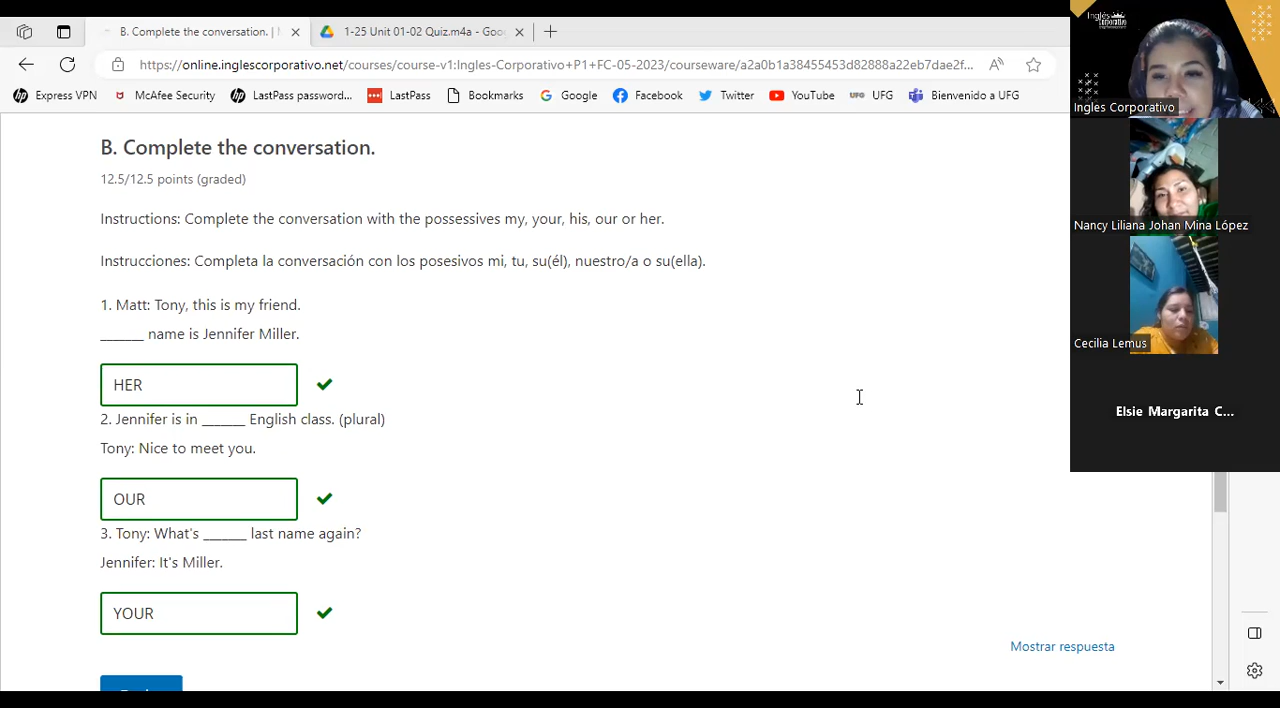 B. Complete the conversation. |
1-25 Unit 01 02 Quiz.m4a - Goo
https://online.inglescorporativo.net/courses/course-v1:Ingles-Corporativo+P1+FC-05-2023/courseware/a2a0b1a38455453d82888a22eb7dae2f...
Express VPN
McAfee Security
LastPass password...
LastPass
Bookmarks
Google
Facebook
Twitter
YouTube
UFG
Bienvenido a UFG
B. Complete the conversation.
12.5/12.5 points (graded)
Instructions: Complete the conversation with the possessives my, your, his, our or her.
Instrucciones: Completa la conversación con los posesivos mi, tu, su(él), nuestro/a o su(ella).
1. Matt: Tony, this is my friend.
______ name is Jennifer Miller.
HER
2. Jennifer is in ______ English class. (plural)
Tony: Nice to meet you.
OUR
3. Tony: What's ______ last name again?
Jennifer: It's Miller.
YOUR
Mostrar respuesta
Inglés
Corporativo
Ingles Corporativo
Nancy Liliana Johan Mina López
Cecilia Lemus
Elsie Margarita C...